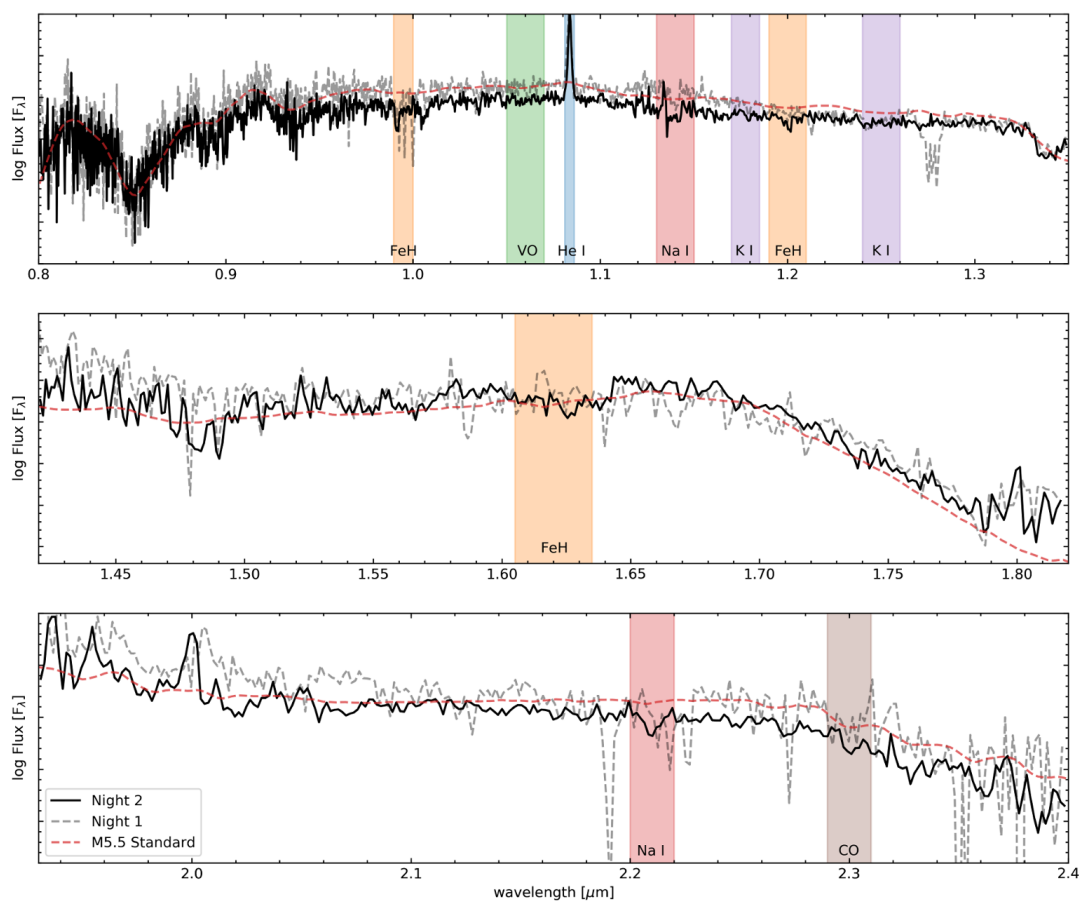 log Flux [Fλ]
FeH
VO
He I
Na I
K I
FeH
K I
0.8 0.9 1.0 1.1 1.2 1.3
log Flux [Fλ]
FeH
1.45 1.50 1.55 1.60 1.65 1.70 1.75 1.80
log Flux [Fλ]
Night 2
Night 1
M5.5 Standard
Na I
CO
2.0 2.1 2.2 2.3 2.4
wavelength [μm]